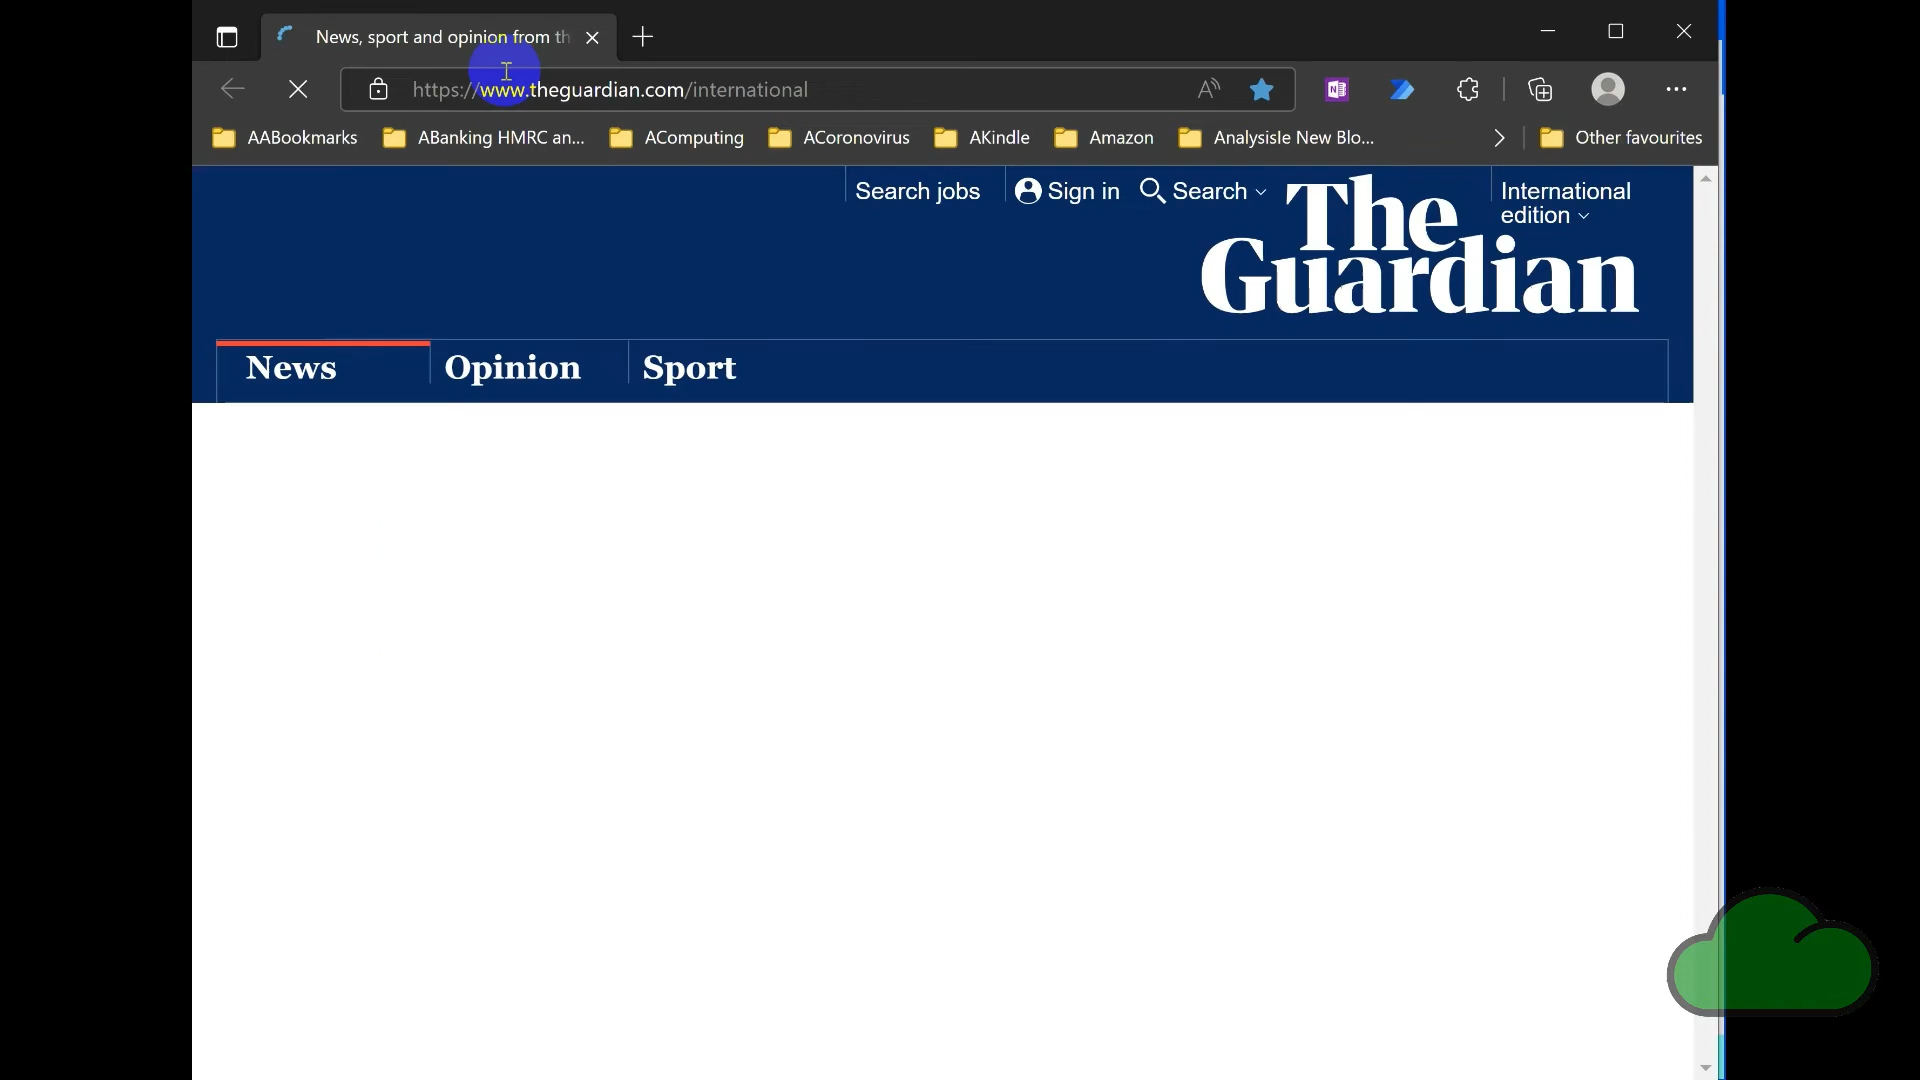 News, sport and opinion from th
https://www.theguardian.com/international
AABookmarks ABanking HMRC an... AComputing ACoronovirus AKindle Amazon AnalysisIe New Blo... Other favourites
Search jobs Sign in Search
International
edition
The
Guardian
News Opinion Sport